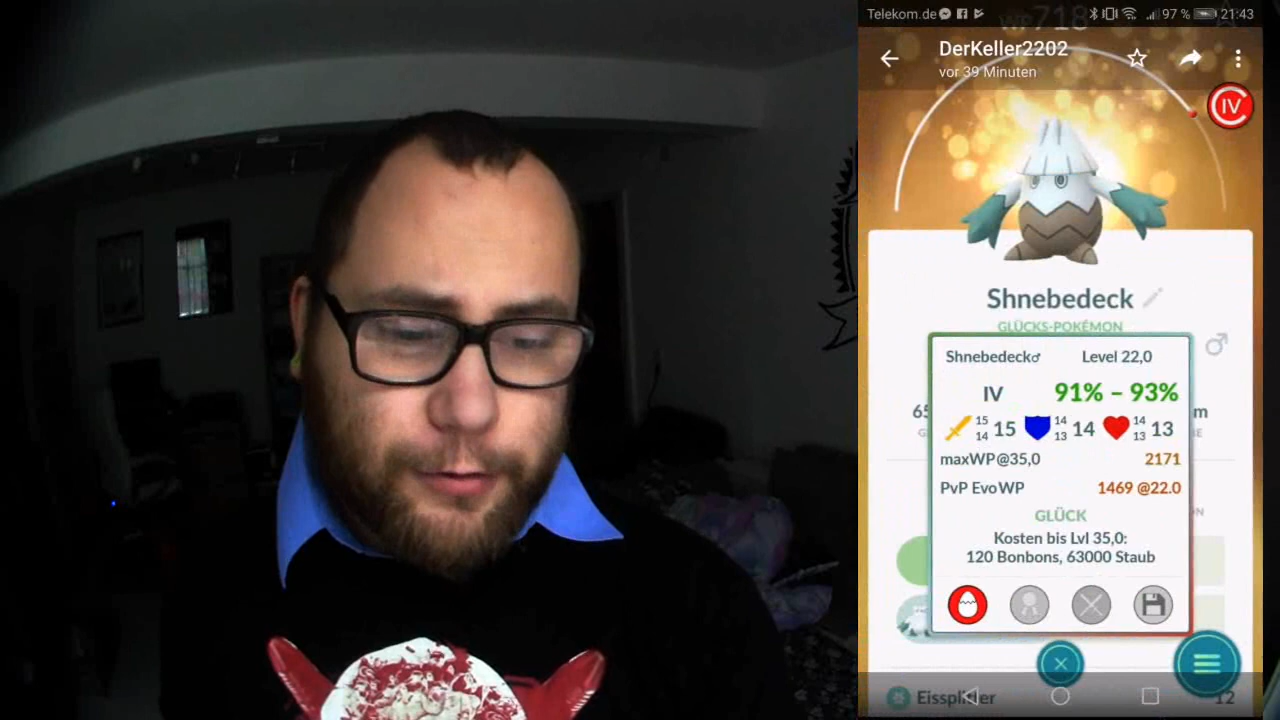 Telekom.de 97 % 21:43
WP718
DerKeller2202
vor 39 Minuten
IV
Shnebedeck
GLÜCKS-POKÉMON
Shnebedeck♂ Level 22,0
IV 91% – 93%
15 14 15 14 13 14 14 13 13
maxWP@35,0 2171
PvP EvoWP 1469 @22.0
GLÜCK
Kosten bis Lvl 35,0:
120 Bonbons, 63000 Staub
Eissplitter 12